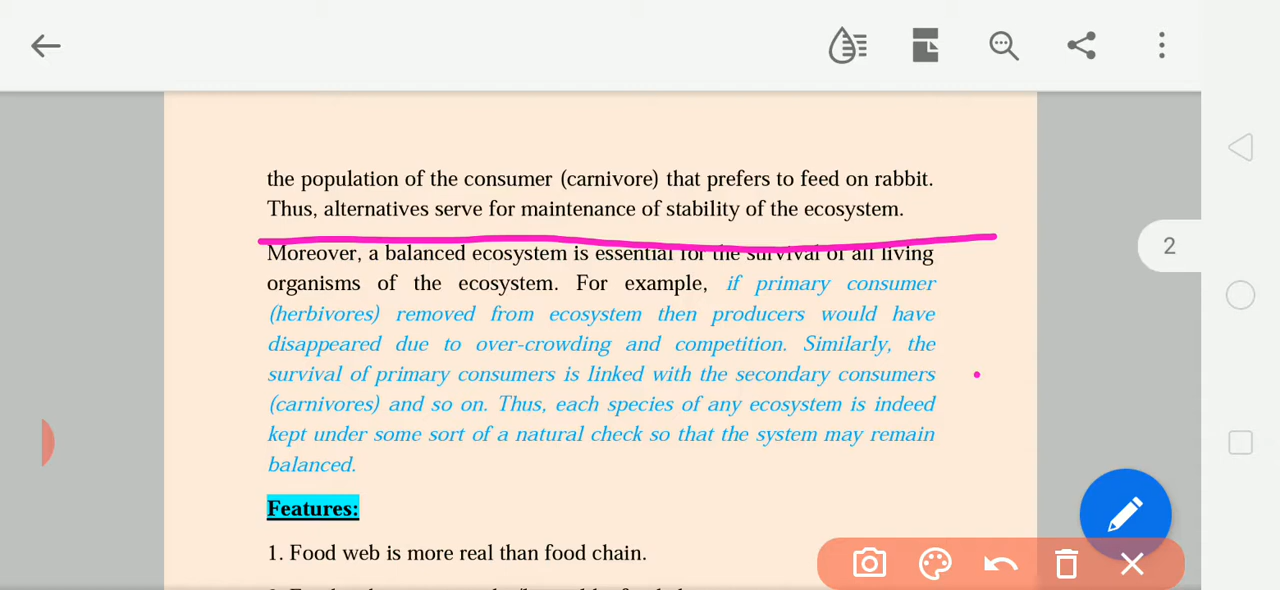 the population of the consumer (carnivore) that prefers to feed on rabbit.
Thus, alternatives serve for maintenance of stability of the ecosystem.
Moreover, a balanced ecosystem is essential for the survival of all living
organisms of the ecosystem. For example, if primary consumer
(herbivores) removed from ecosystem then producers would have
disappeared due to over-crowding and competition. Similarly, the
survival of primary consumers is linked with the secondary consumers
(carnivores) and so on. Thus, each species of any ecosystem is indeed
kept under some sort of a natural check so that the system may remain
balanced.
2
Features:
1. Food web is more real than food chain.